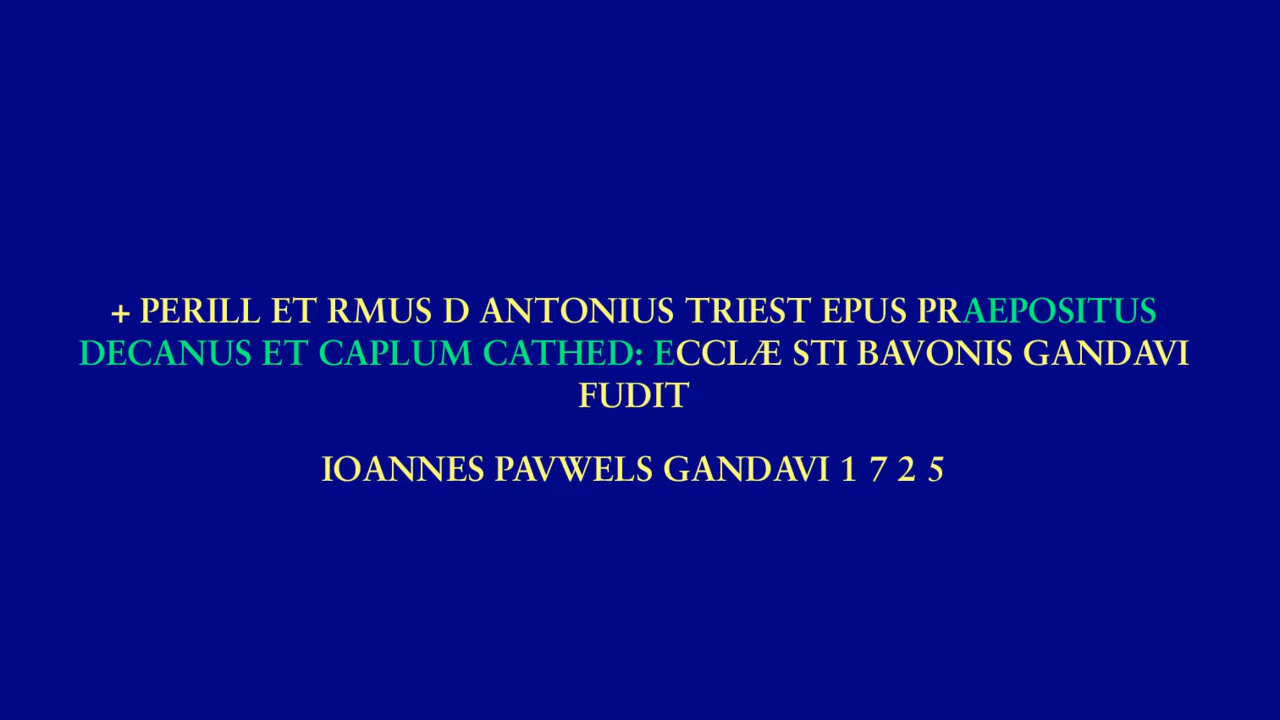 + PERILL ET RMUS D ANTONIUS TRIEST EPUS PRAEPOSITUS
DECANUS ET CAPLUM CATHED: ECCLÆ STI BAVONIS GANDAVI
FUDIT
IOANNES PAVWELS GANDAVI 1 7 2 5